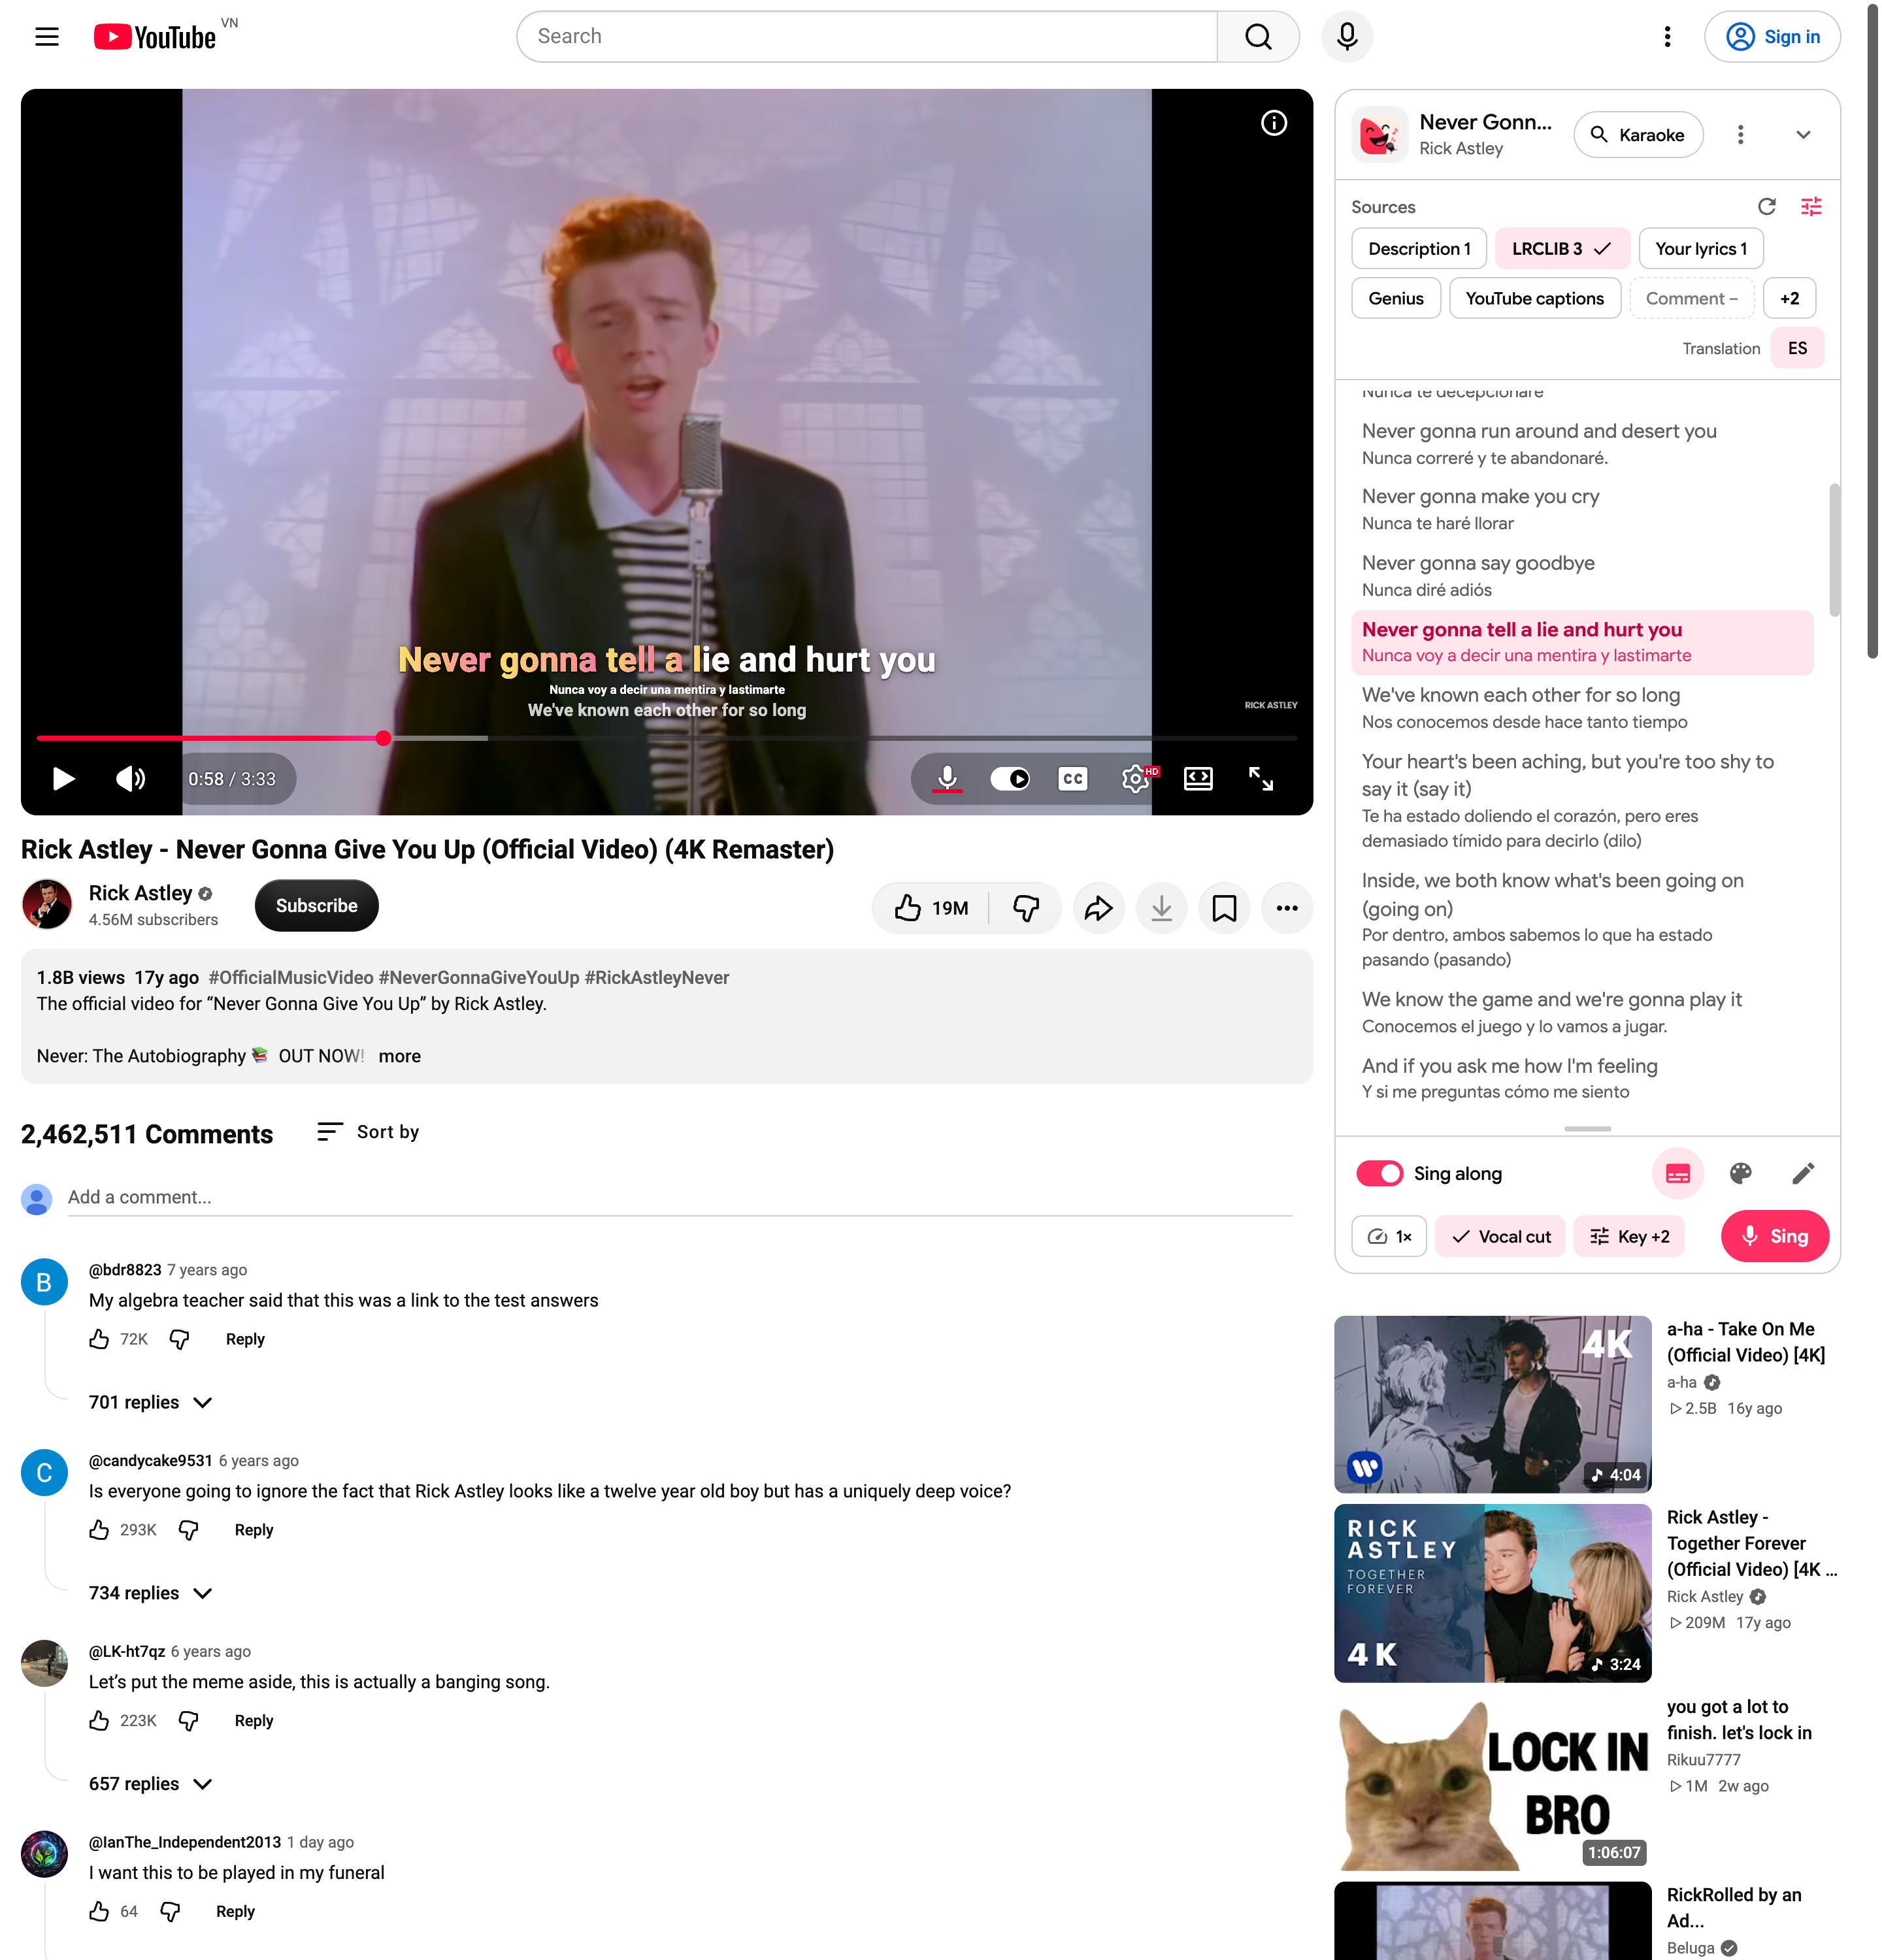 YouTube VN
Search
Sign in
Never Gonn...
Rick Astley
Karaoke
Sources
Description 1
LRCLIB 3
Your lyrics 1
Genius
YouTube captions
Comment –
+2
Translation
ES
Nunca te decepcionaré
Never gonna run around and desert you
Nunca correré y te abandonaré.
Never gonna make you cry
Nunca te haré llorar
Never gonna say goodbye
Nunca diré adiós
Never gonna tell a lie and hurt you
Nunca voy a decir una mentira y lastimarte
We've known each other for so long
Nos conocemos desde hace tanto tiempo
Your heart's been aching, but you're too shy to
say it (say it)
Te ha estado doliendo el corazón, pero eres
demasiado tímido para decirlo (dilo)
Inside, we both know what's been going on
(going on)
Por dentro, ambos sabemos lo que ha estado
pasando (pasando)
We know the game and we're gonna play it
Conocemos el juego y lo vamos a jugar.
And if you ask me how I'm feeling
Y si me preguntas cómo me siento
Sing along
1×
Vocal cut
Key +2
Sing
Never gonna tell a lie and hurt you
Nunca voy a decir una mentira y lastimarte
We've known each other for so long
RICK ASTLEY
0:58 / 3:33
CC
HD
Rick Astley - Never Gonna Give You Up (Official Video) (4K Remaster)
Rick Astley
4.56M subscribers
Subscribe
19M
1.8B views 17y ago #OfficialMusicVideo #NeverGonnaGiveYouUp #RickAstleyNever
The official video for “Never Gonna Give You Up” by Rick Astley.
Never: The Autobiography 📚 OUT NOW! more
2,462,511 Comments
Sort by
Add a comment...
B
@bdr8823 7 years ago
My algebra teacher said that this was a link to the test answers
72K
Reply
701 replies
C
@candycake9531 6 years ago
Is everyone going to ignore the fact that Rick Astley looks like a twelve year old boy but has a uniquely deep voice?
293K
Reply
734 replies
@LK-ht7qz 6 years ago
Let’s put the meme aside, this is actually a banging song.
223K
Reply
657 replies
@IanThe_Independent2013 1 day ago
I want this to be played in my funeral
64
Reply
4K
4:04
a-ha - Take On Me
(Official Video) [4K]
a-ha
2.5B 16y ago
RICK
ASTLEY
TOGETHER
FOREVER
4K
3:24
Rick Astley -
Together Forever
(Official Video) [4K ...
Rick Astley
209M 17y ago
LOCK IN
BRO
1:06:07
you got a lot to
finish. let's lock in
Rikuu7777
1M 2w ago
RickRolled by an
Ad...
Beluga